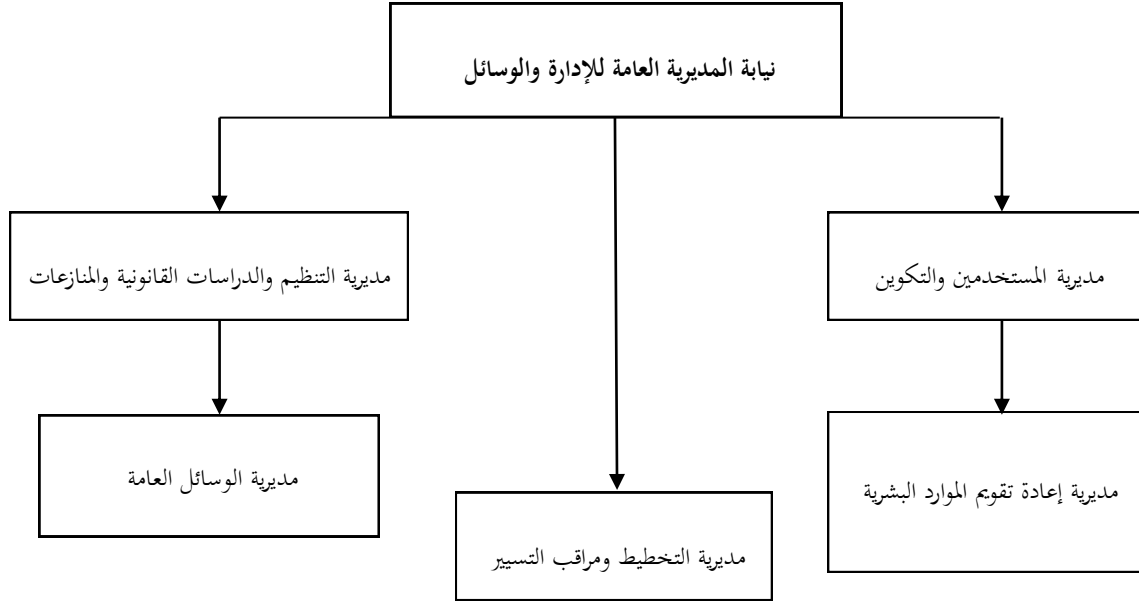 نيابة المديرية العامة للإدارة والوسائل
مديرية المستخدمين والتكوين
مديرية التنظيم والدراسات القانونية والمنازعات
مديرية إعادة تقويم الموارد البشرية
مديرية الوسائل العامة
مديرية التخطيط ومراقب التسيير